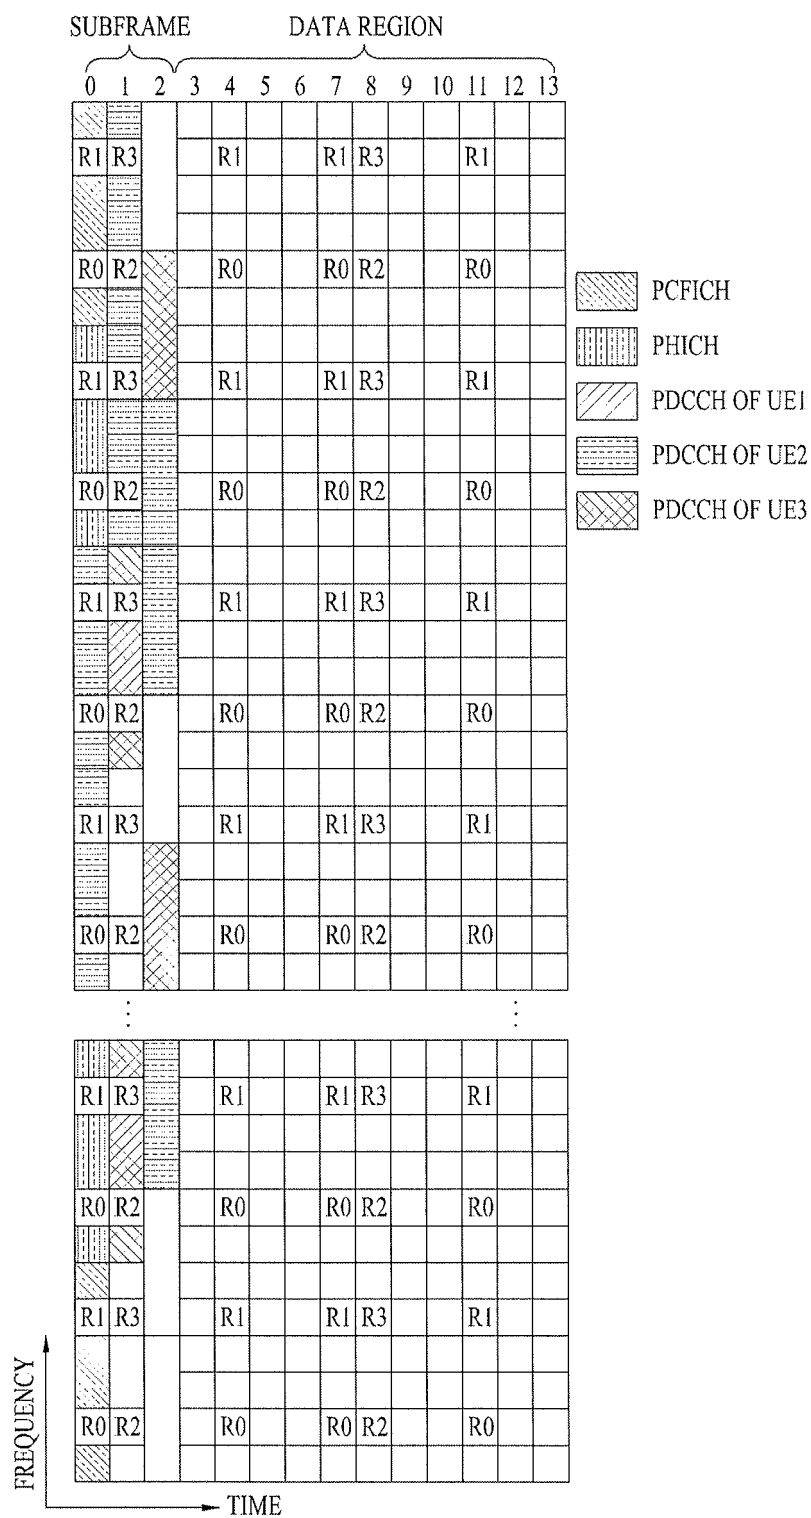 SUBFRAME DATA REGION
0 1 2 3 4 5 6 7 8 9 10 11 12 13
R1 R3 R1 R1 R3 R1
R0 R2 R0 R0 R2 R0
PCFICH
PHICH
R1 R3 R1 R1 R3 R1
PDCCH OF UE1
PDCCH OF UE2
R0 R2 R0 R0 R2 R0
PDCCH OF UE3
R1 R3 R1 R1 R3 R1
R0 R2 R0 R0 R2 R0
R1 R3 R1 R1 R3 R1
R0 R2 R0 R0 R2 R0
R1 R3 R1 R1 R3 R1
R0 R2 R0 R0 R2 R0
R1 R3 R1 R1 R3 R1
R0 R2 R0 R0 R2 R0
FREQUENCY
TIME